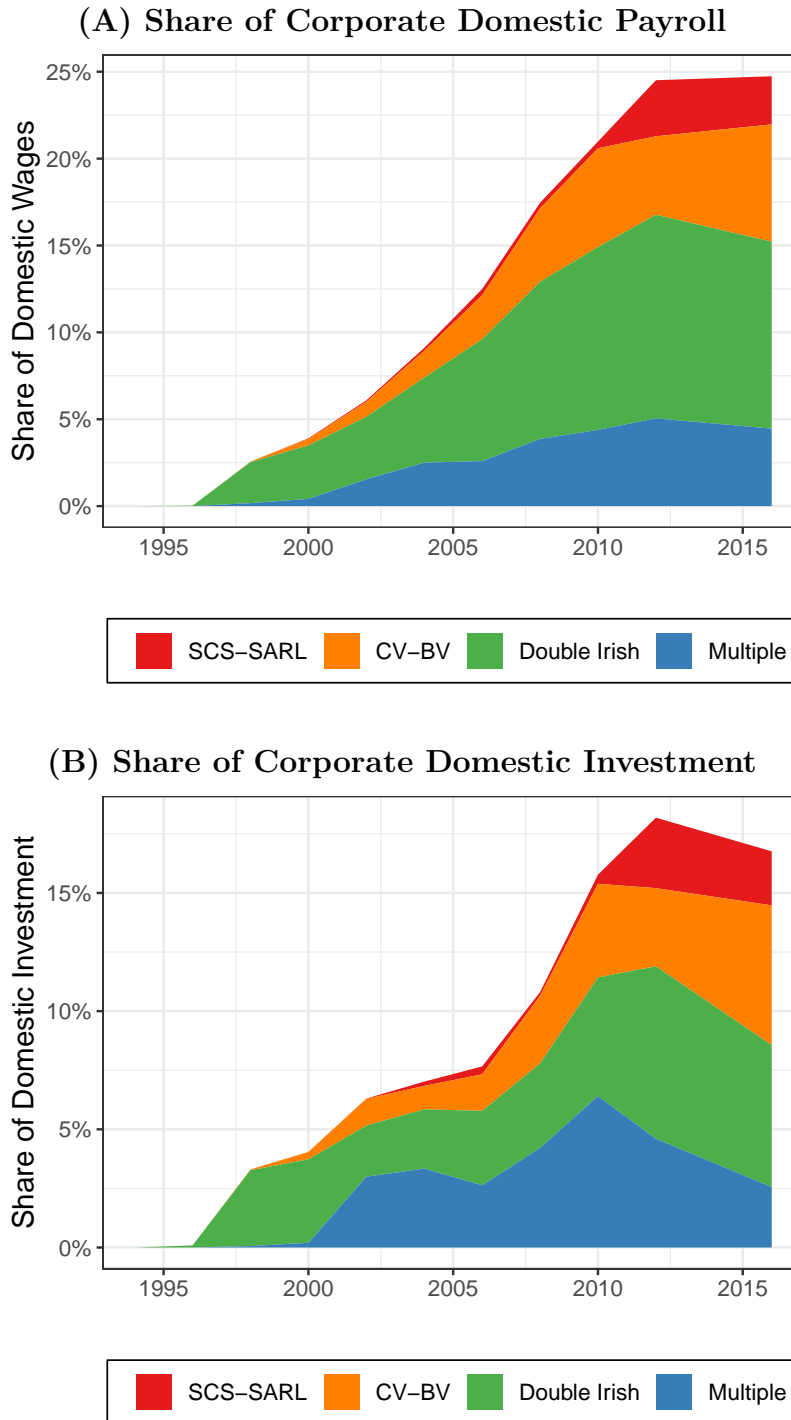 (A) Share of Corporate Domestic Payroll
Share of Domestic Wages
25%
20%
15%
10%
5%
0%
1995 2000 2005 2010 2015
SCS−SARL CV−BV Double Irish Multiple
(B) Share of Corporate Domestic Investment
Share of Domestic Investment
15%
10%
5%
0%
1995 2000 2005 2010 2015
SCS−SARL CV−BV Double Irish Multiple